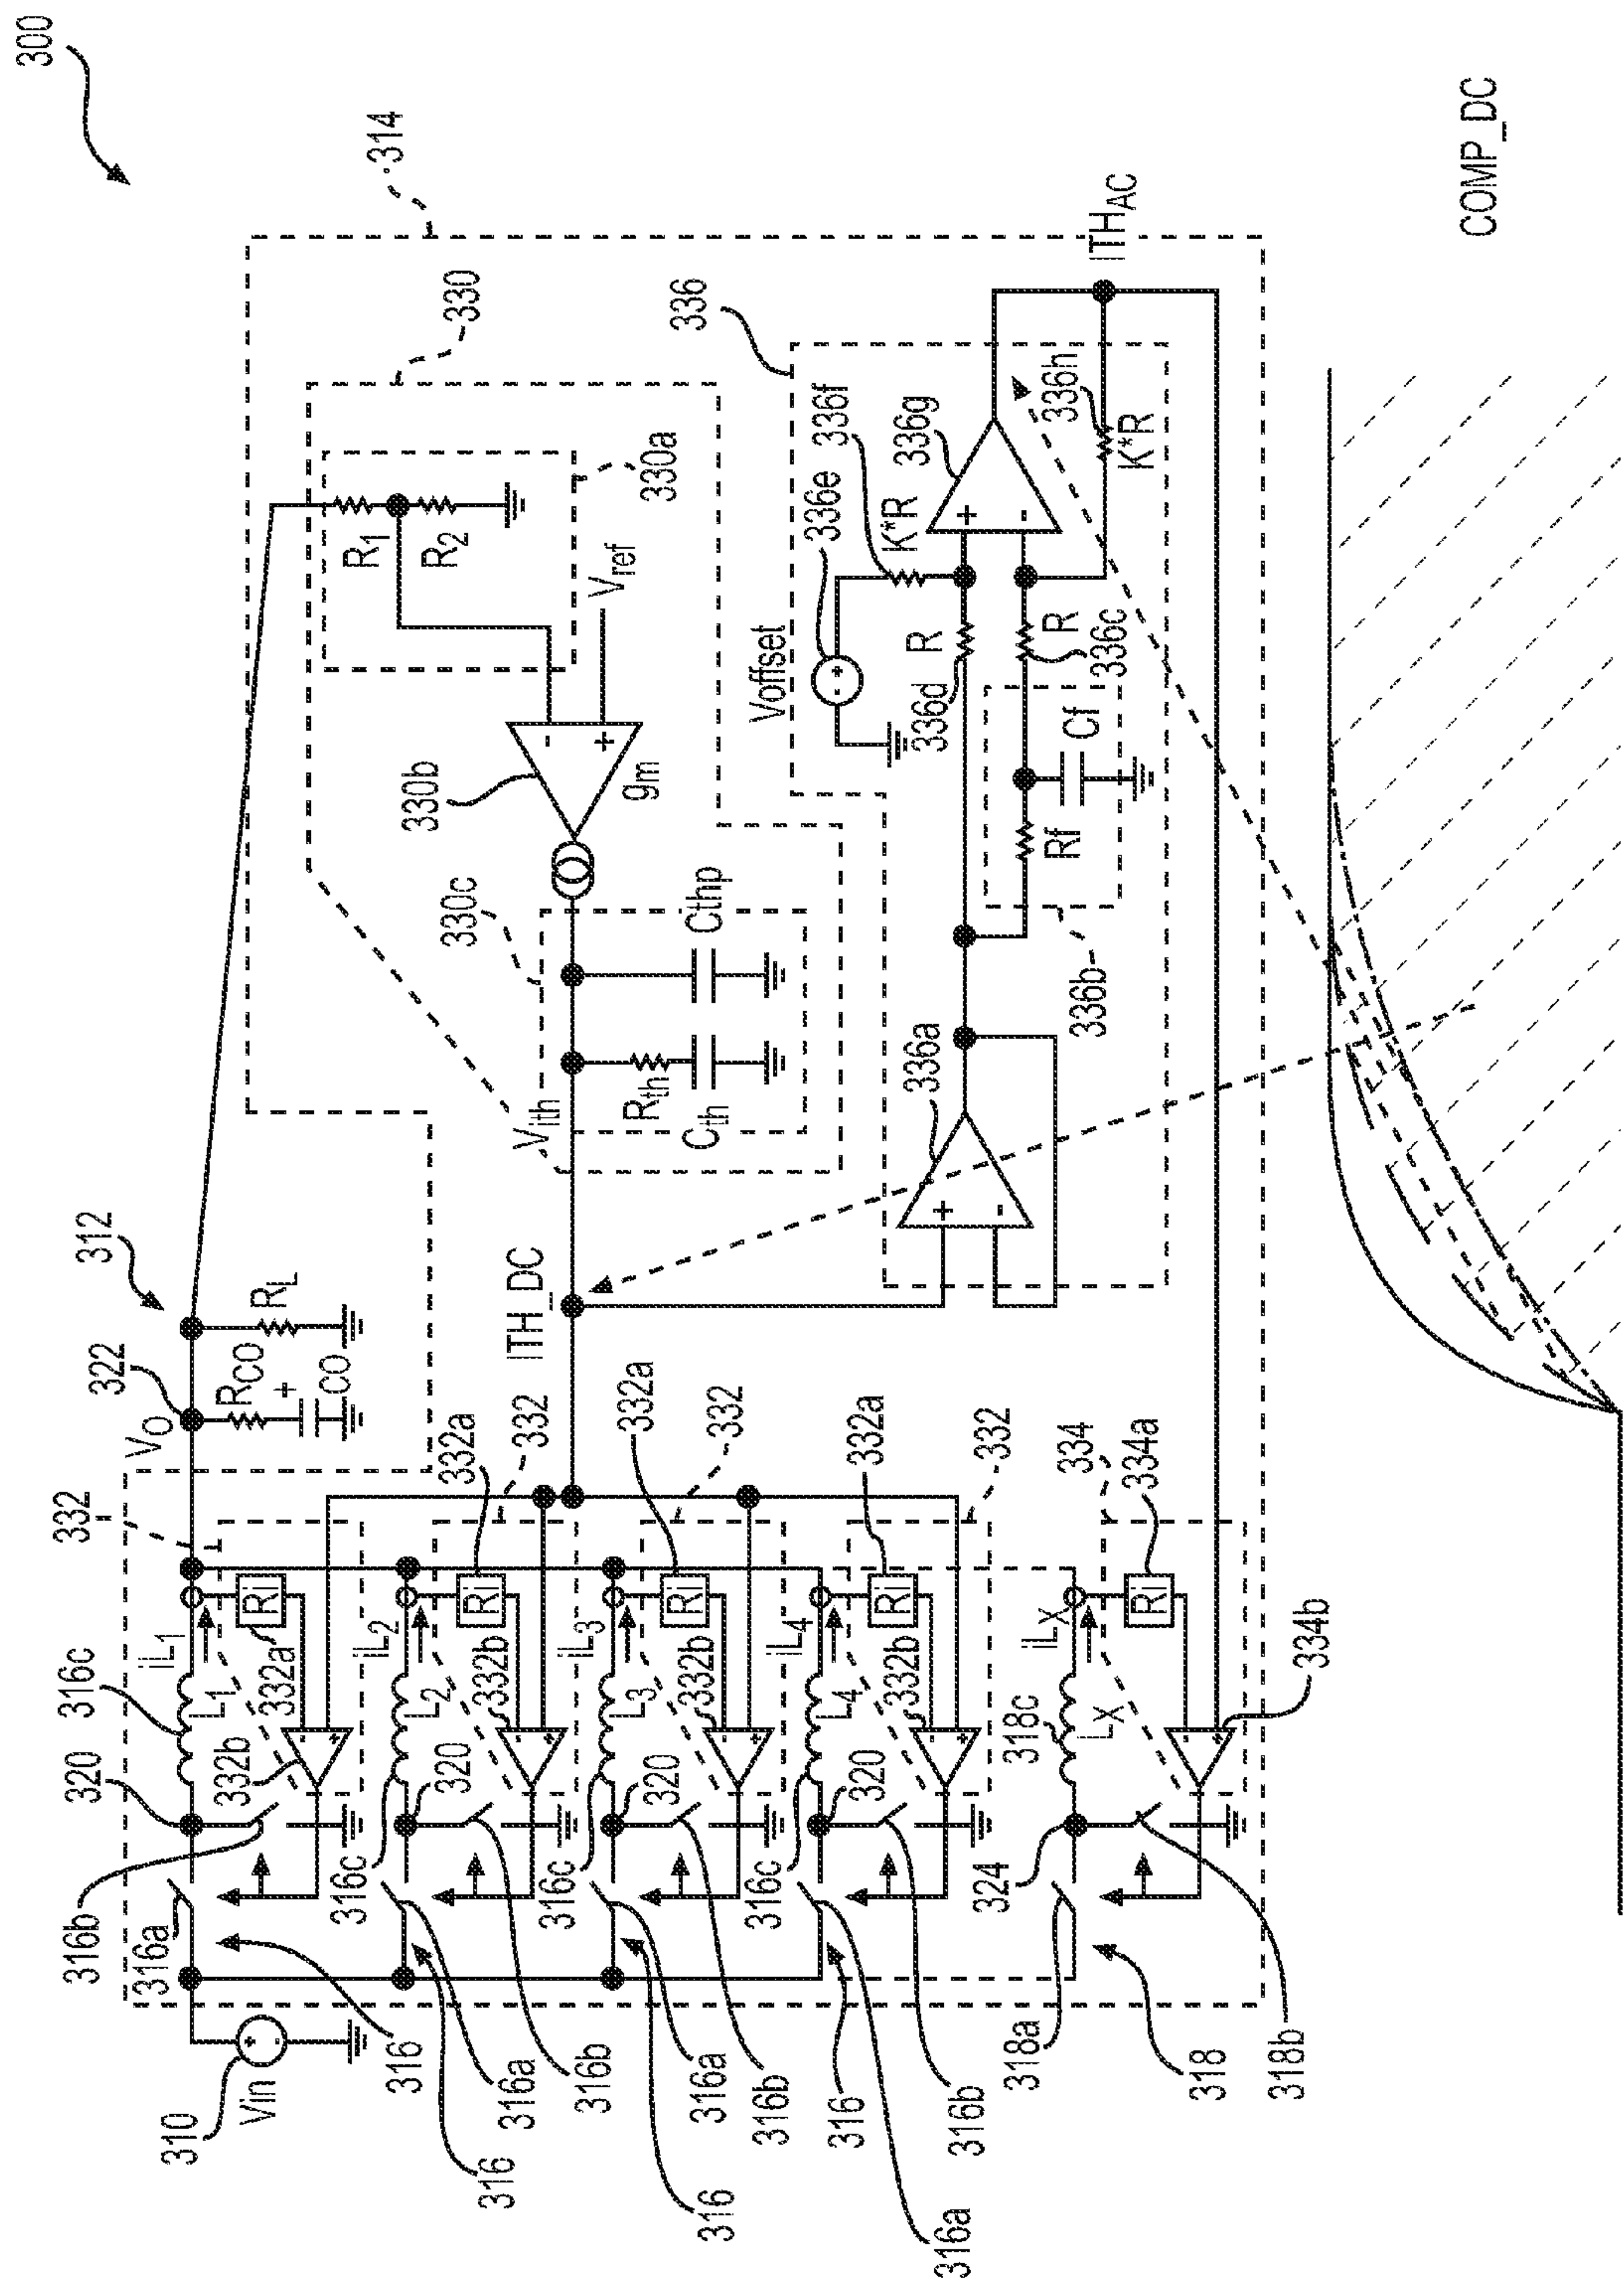 300
314
312
322
VO
RCO
+
CO
RL
330
R1
R2
330a
Vref
-
+
gm
330b
330c
Cthp
Vith
Rth
Cth
336
Voffset
336e
336f
K*R
336g
+
-
336h
K*R
ITHAC
336d
R
R
336c
Rf
Cf
336b
336a
+
-
ITH_DC
COMP_DC
332
316c
iL1
L1
Ri
332a
332b
320
316b
316a
316
310
Vin
332
332a
iL2
L2
Ri
332b
320
316c
316
316a
316b
332
332a
iL3
L3
Ri
332b
320
316c
316
316a
316b
332
332a
iL4
L4
Ri
332b
320
316c
316
316a
316b
334
334a
iLX
LX
Ri
334b
318c
324
318a
318
318b